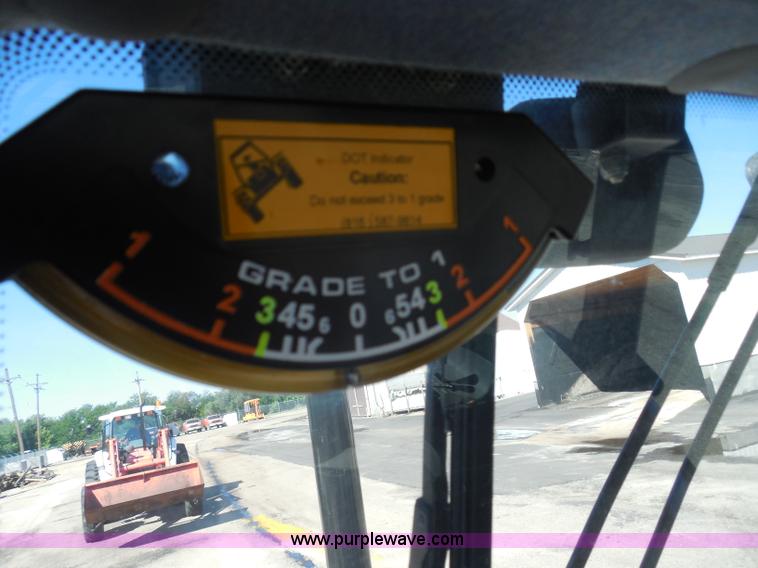 DOT Indicator
Caution:
Do not exceed 3 to 1 grade
GRADE TO 1
1 2 3 4 5 6 0 6 5 4 3 2 1
www.purplewave.com